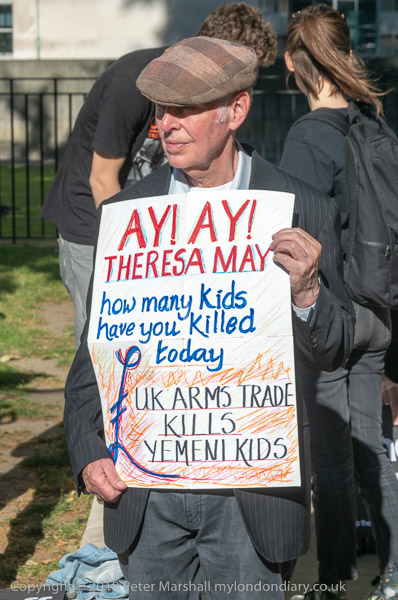 AY! AY!
THERESA MAY
how many kids
have you killed
today
£
UK ARMS TRADE
KILLS
YEMENI KIDS
Peter Marshall mylondondiary.co.uk